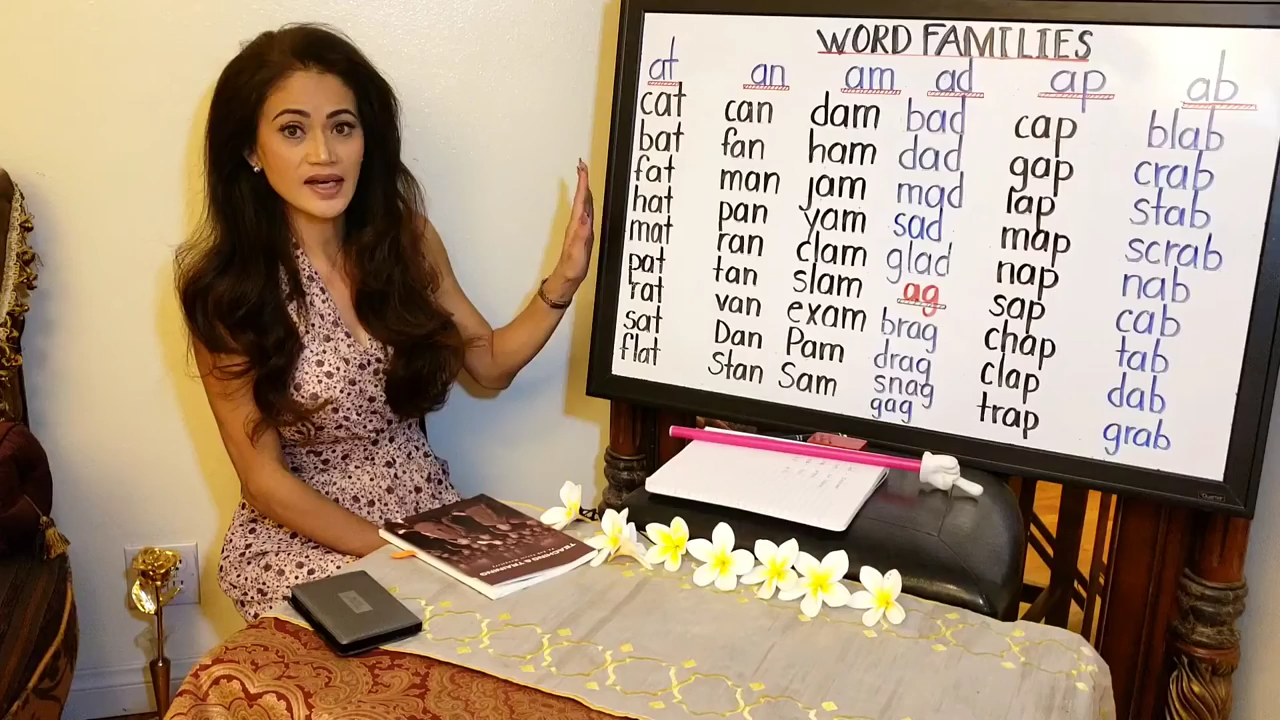 WORD FAMILIES
at an am ad ap ab
cat can dam bad cap blab
bat fan ham dad gap crab
fat man jam mad lap stab
hat pan yam sad map scrab
mat ran clam glad nap nab
pat tan slam ag sap cab
rat van exam brag chap tab
sat Dan Pam drag clap dab
flat Stan Sam snag trap grab
gag
TEACHING & TRAINING